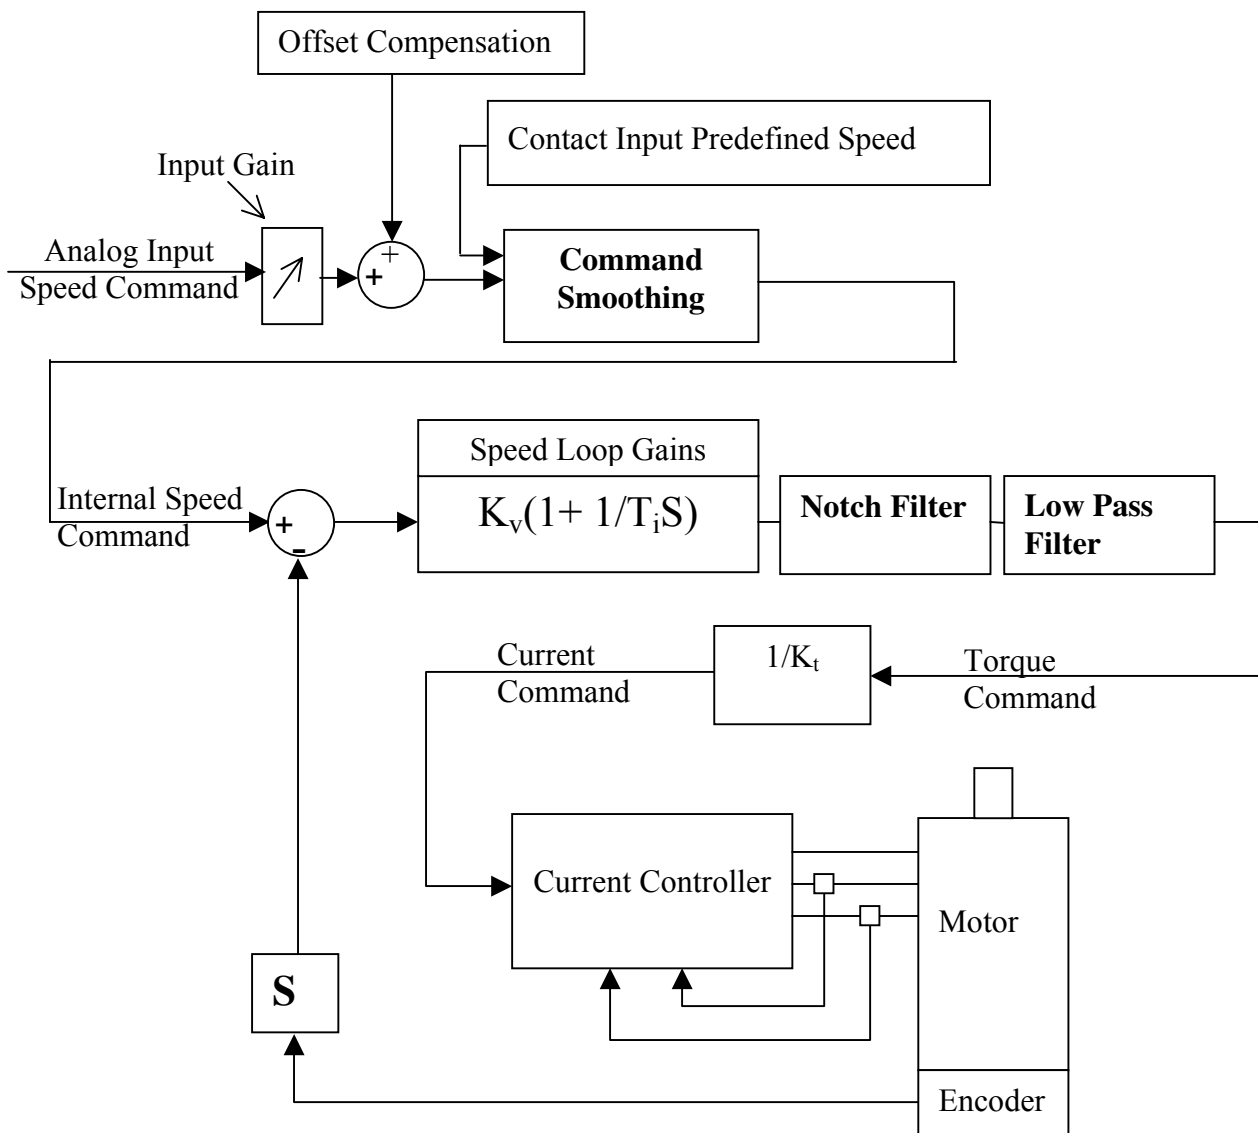 Offset Compensation
Contact Input Predefined Speed
Input Gain
Analog Input
Speed Command
+
+
Command
Smoothing
Speed Loop Gains
Internal Speed
Command
+
-
Kv(1+ 1/TiS)
Notch Filter
Low Pass
Filter
Current
Command
1/Kt
Torque
Command
Current Controller
Motor
S
Encoder